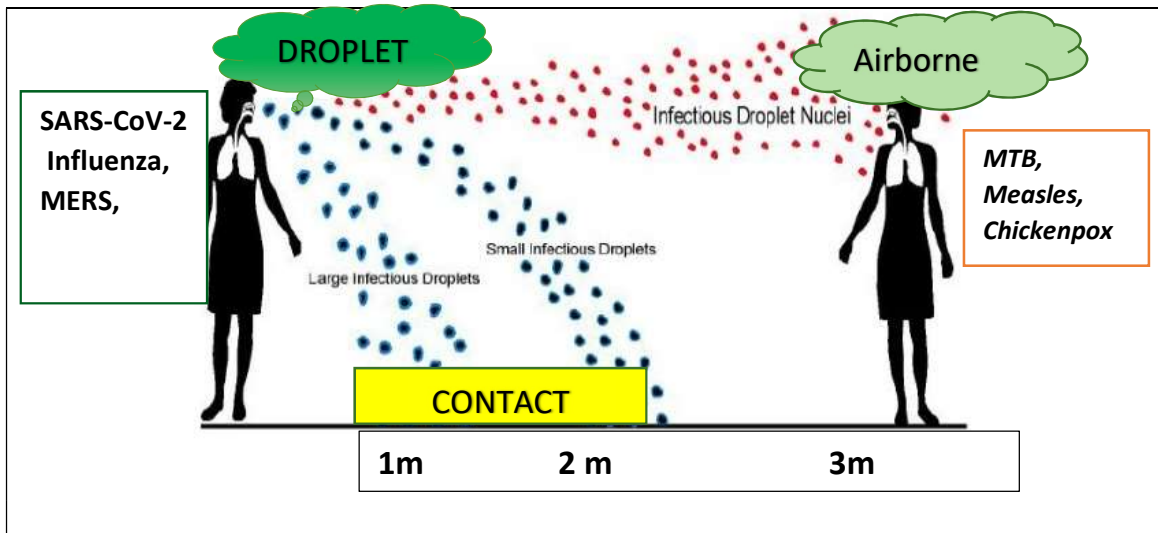 DROPLET
Airborne
SARS-CoV-2
Influenza,
MERS,
Infectious Droplet Nuclei
MTB,
Measles,
Chickenpox
Small Infectious Droplets
Large Infectious Droplets
CONTACT
1m 2 m 3m